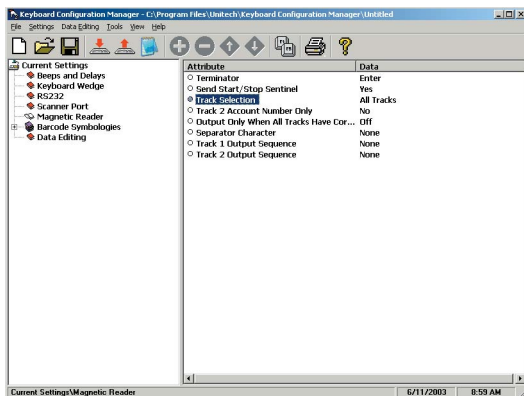 Keyboard Configuration Manager - C:\Program Files\Unitech\Keyboard Configuration Manager\Untitled
File Settings Data Editing Tools View Help
Current Settings
Beeps and Delays
Keyboard Wedge
RS232
Scanner Port
Magnetic Reader
Barcode Symbologies
Data Editing
Attribute Data
Terminator Enter
Send Start/Stop Sentinel Yes
Track Selection All Tracks
Track 2 Account Number Only No
Output Only When All Tracks Have Cor... Off
Separator Character None
Track 1 Output Sequence None
Track 2 Output Sequence None
Current Settings\Magnetic Reader 6/11/2003 8:59 AM